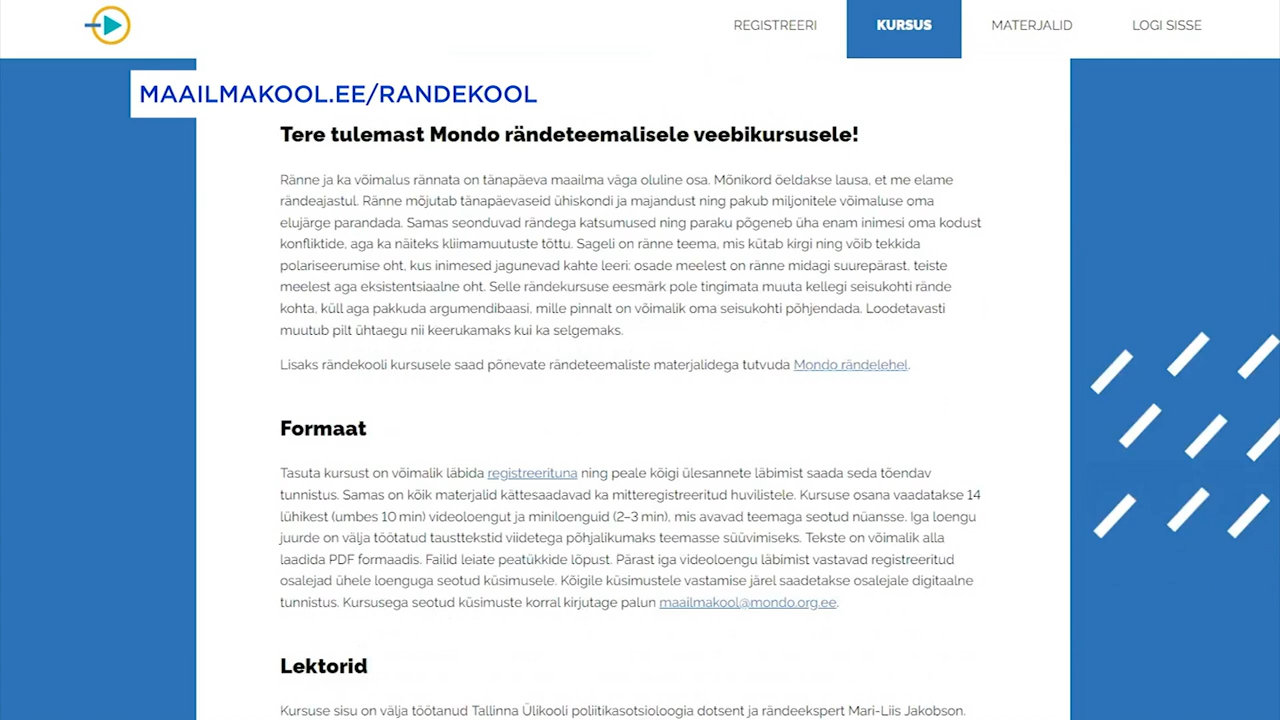 REGISTREERI KURSUS MATERJALID LOGI SISSE
MAAILMAKOOL.EE/RANDEKOOL
Tere tulemast Mondo rändeteemalisele veebikursusele!
Ränne ja ka võimalus rännata on tänapäeva maailma väga oluline osa. Mõnikord öeldakse lausa, et me elame
rändeajastul. Ränne mõjutab tänapäevaseid ühiskondi ja majandust ning pakub miljonitele võimaluse oma
elujärge parandada. Samas seonduvad rändega katsumused ning paraku põgeneb üha enam inimesi oma kodust
konfliktide, aga ka näiteks kliimamuutuste tõttu. Sageli on ränne teema, mis kütab kirgi ning võib tekkida
polariseerumise oht, kus inimesed jagunevad kahte leeri: osade meelest on ränne midagi suurepärast, teiste
meelest aga eksistentsiaalne oht. Selle rändekursuse eesmärk pole tingimata muuta kellegi seisukohti rände
kohta, küll aga pakkuda argumendibaasi, mille pinnalt on võimalik oma seisukohti põhjendada. Loodetavasti
muutub pilt ühtaegu nii keerukamaks kui ka selgemaks.
Lisaks rändekooli kursusele saad põnevate rändeteemaliste materjalidega tutvuda Mondo rändelehel.
Formaat
Tasuta kursust on võimalik läbida registreerituna ning peale kõigi ülesannete läbimist saada seda tõendav
tunnistus. Samas on kõik materjalid kättesaadavad ka mitteregistreeritud huvilistele. Kursuse osana vaadatakse 14
lühikest (umbes 10 min) videoloengut ja miniloenguid (2–3 min), mis avavad teemaga seotud nüansse. Iga loengu
juurde on välja töötatud tausttekstid viidetega põhjalikumaks teemasse süüvimiseks. Tekste on võimalik alla
laadida PDF formaadis. Failid leiate peatükkide lõpust. Pärast iga videoloengu läbimist vastavad registreeritud
osalejad ühele loenguga seotud küsimusele. Kõigile küsimustele vastamise järel saadetakse osalejale digitaalne
tunnistus. Kursusega seotud küsimuste korral kirjutage palun maailmakool@mondo.org.ee.
Lektorid
Kursuse sisu on välja töötanud Tallinna Ülikooli poliitikasotsioloogia dotsent ja rändeekspert Mari-Liis Jakobson.